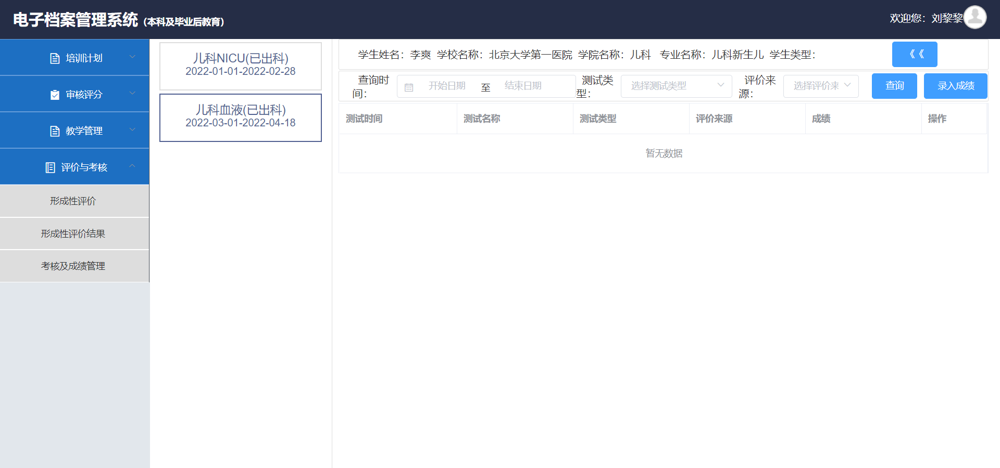 电子档案管理系统（本科及毕业后教育）
欢迎您：刘黎黎
培训计划
审核评分
教学管理
评价与考核
形成性评价
形成性评价结果
考核及成绩管理
儿科NICU(已出科)
2022-01-01-2022-02-28
儿科血液(已出科)
2022-03-01-2022-04-18
学生姓名：李爽 学校名称：北京大学第一医院 学院名称：儿科 专业名称：儿科新生儿 学生类型：
《《
查询时间：
开始日期 至 结束日期
测试类型：
选择测试类型
评价来源：
选择评价来
查询
录入成绩
测试时间 测试名称 测试类型 评价来源 成绩 操作
暂无数据